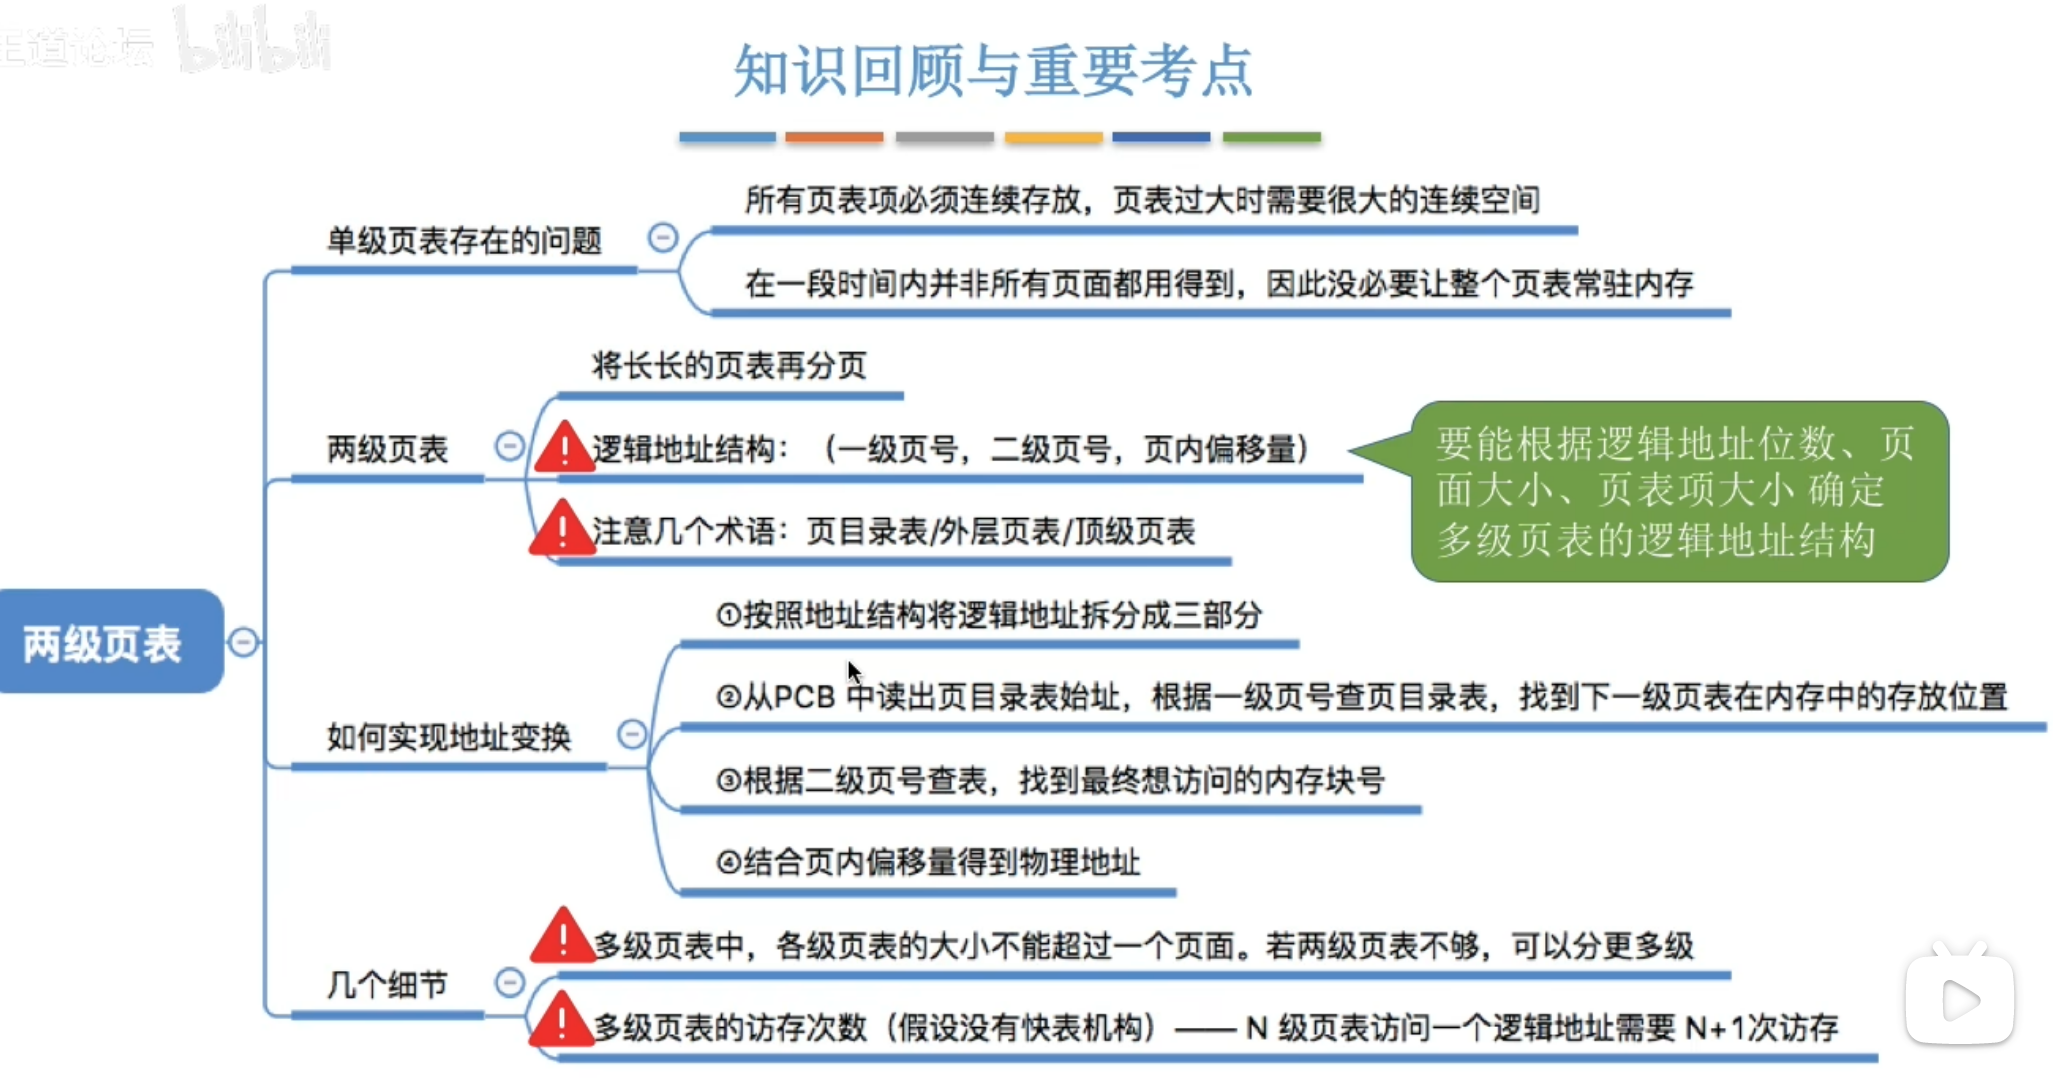 王道论坛 bilibili
知识回顾与重要考点
所有页表项必须连续存放，页表过大时需要很大的连续空间
单级页表存在的问题
在一段时间内并非所有页面都用得到，因此没必要让整个页表常驻内存
将长长的页表再分页
两级页表
逻辑地址结构：（一级页号，二级页号，页内偏移量）
要能根据逻辑地址位数、页
面大小、页表项大小 确定
多级页表的逻辑地址结构
注意几个术语：页目录表/外层页表/顶级页表
两级页表
①按照地址结构将逻辑地址拆分成三部分
②从PCB 中读出页目录表始址，根据一级页号查页目录表，找到下一级页表在内存中的存放位置
如何实现地址变换
③根据二级页号查表，找到最终想访问的内存块号
④结合页内偏移量得到物理地址
多级页表中，各级页表的大小不能超过一个页面。若两级页表不够，可以分更多级
几个细节
多级页表的访存次数（假设没有快表机构）—— N 级页表访问一个逻辑地址需要 N+1次访存